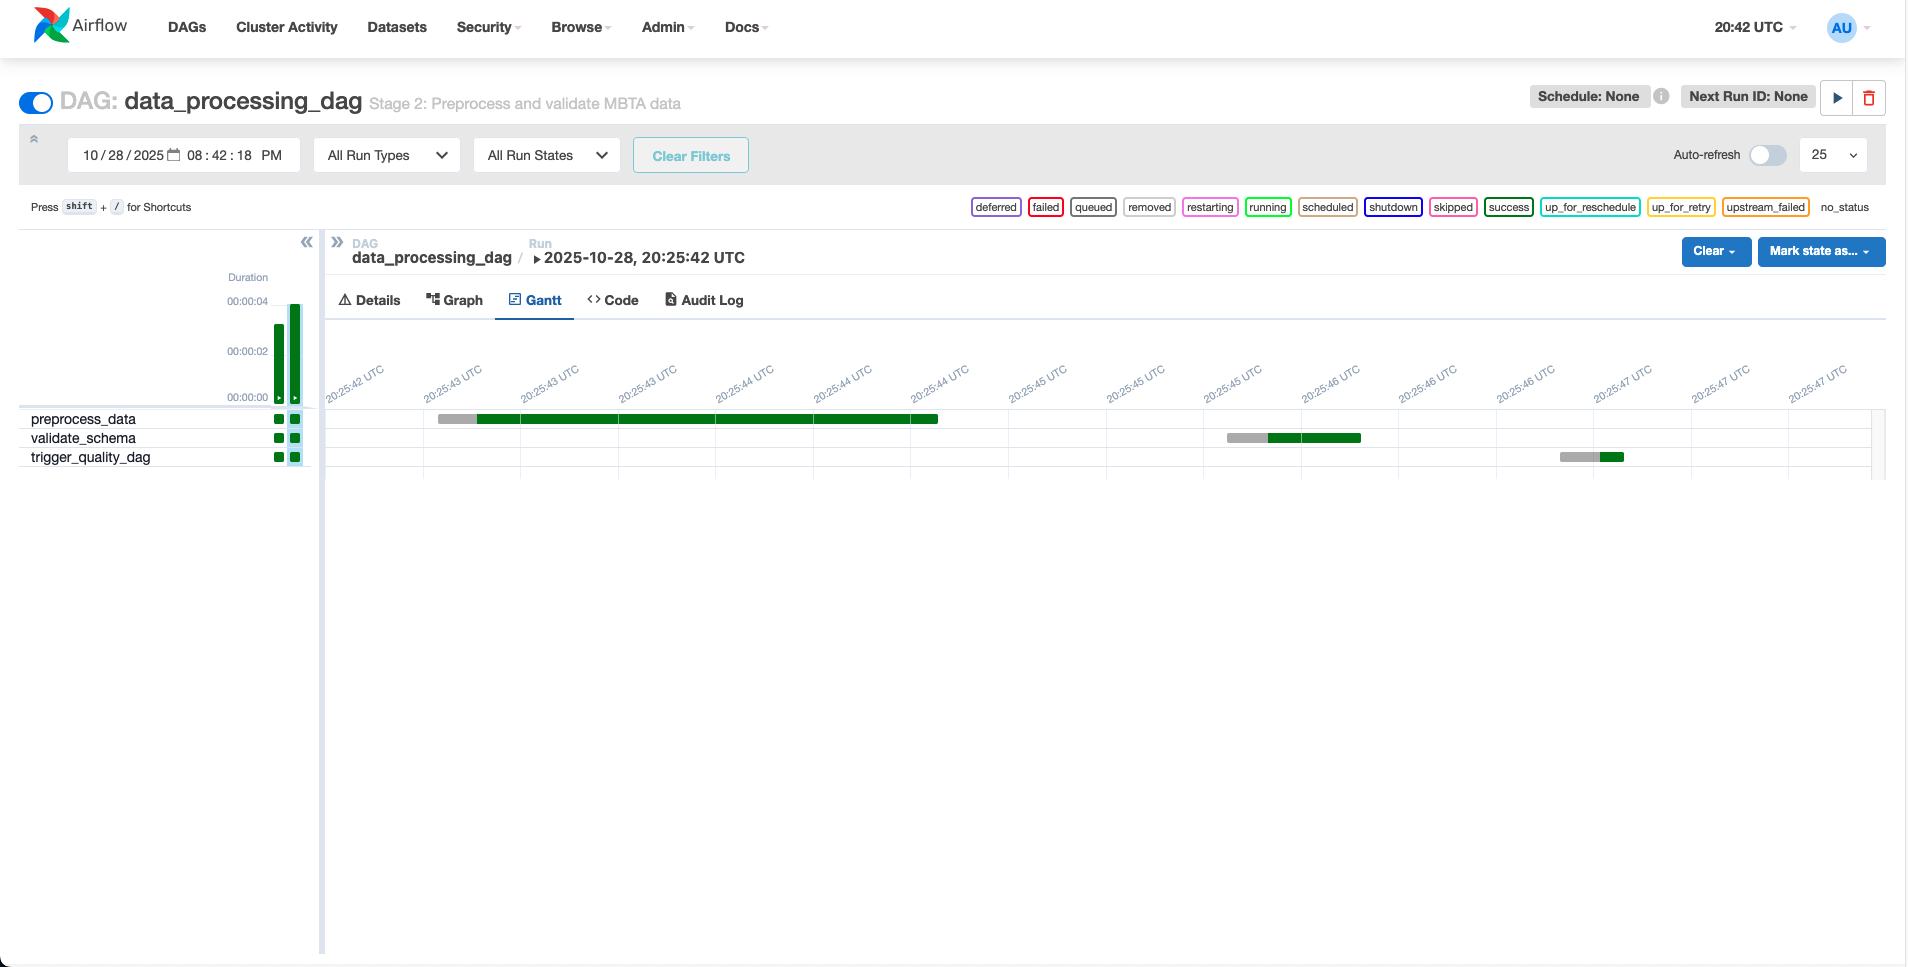 Airflow DAGs Cluster Activity Datasets Security Browse Admin Docs 20:42 UTC AU
DAG: data_processing_dag Stage 2: Preprocess and validate MBTA data Schedule: None i Next Run ID: None
10 / 28 / 2025 08 : 42 : 18 PM All Run Types All Run States Clear Filters Auto-refresh 25
Press shift + / for Shortcuts deferred failed queued removed restarting running scheduled shutdown skipped success up_for_reschedule up_for_retry upstream_failed no_status
DAG Run
data_processing_dag / 2025-10-28, 20:25:42 UTC Clear Mark state as...
Details Graph Gantt Code Audit Log
Duration
00:00:04
00:00:02
00:00:00
20:25:42 UTC 20:25:43 UTC 20:25:43 UTC 20:25:43 UTC 20:25:44 UTC 20:25:44 UTC 20:25:44 UTC 20:25:45 UTC 20:25:45 UTC 20:25:45 UTC 20:25:46 UTC 20:25:46 UTC 20:25:46 UTC 20:25:47 UTC 20:25:47 UTC 20:25:47 UTC
preprocess_data
validate_schema
trigger_quality_dag